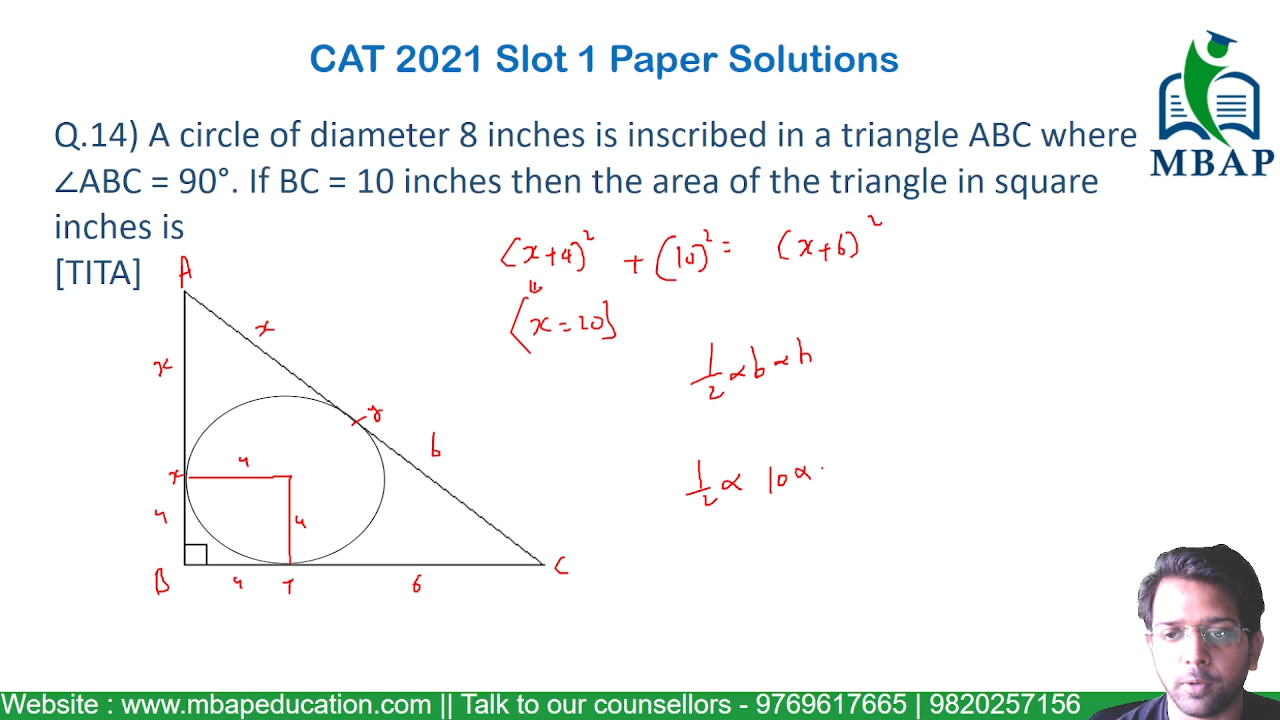 CAT 2021 Slot 1 Paper Solutions
MBAP
Q.14) A circle of diameter 8 inches is inscribed in a triangle ABC where
∠ABC = 90°. If BC = 10 inches then the area of the triangle in square
inches is
[TITA]
(x+4)² + (10)² = (x+6)²
(x=20)
1/2 × b × h
1/2 × 10 ×
A
x
x
y
6
x
4
4
4
B
4
T
6
C
Website : www.mbapeducation.com || Talk to our counsellors - 9769617665 | 9820257156